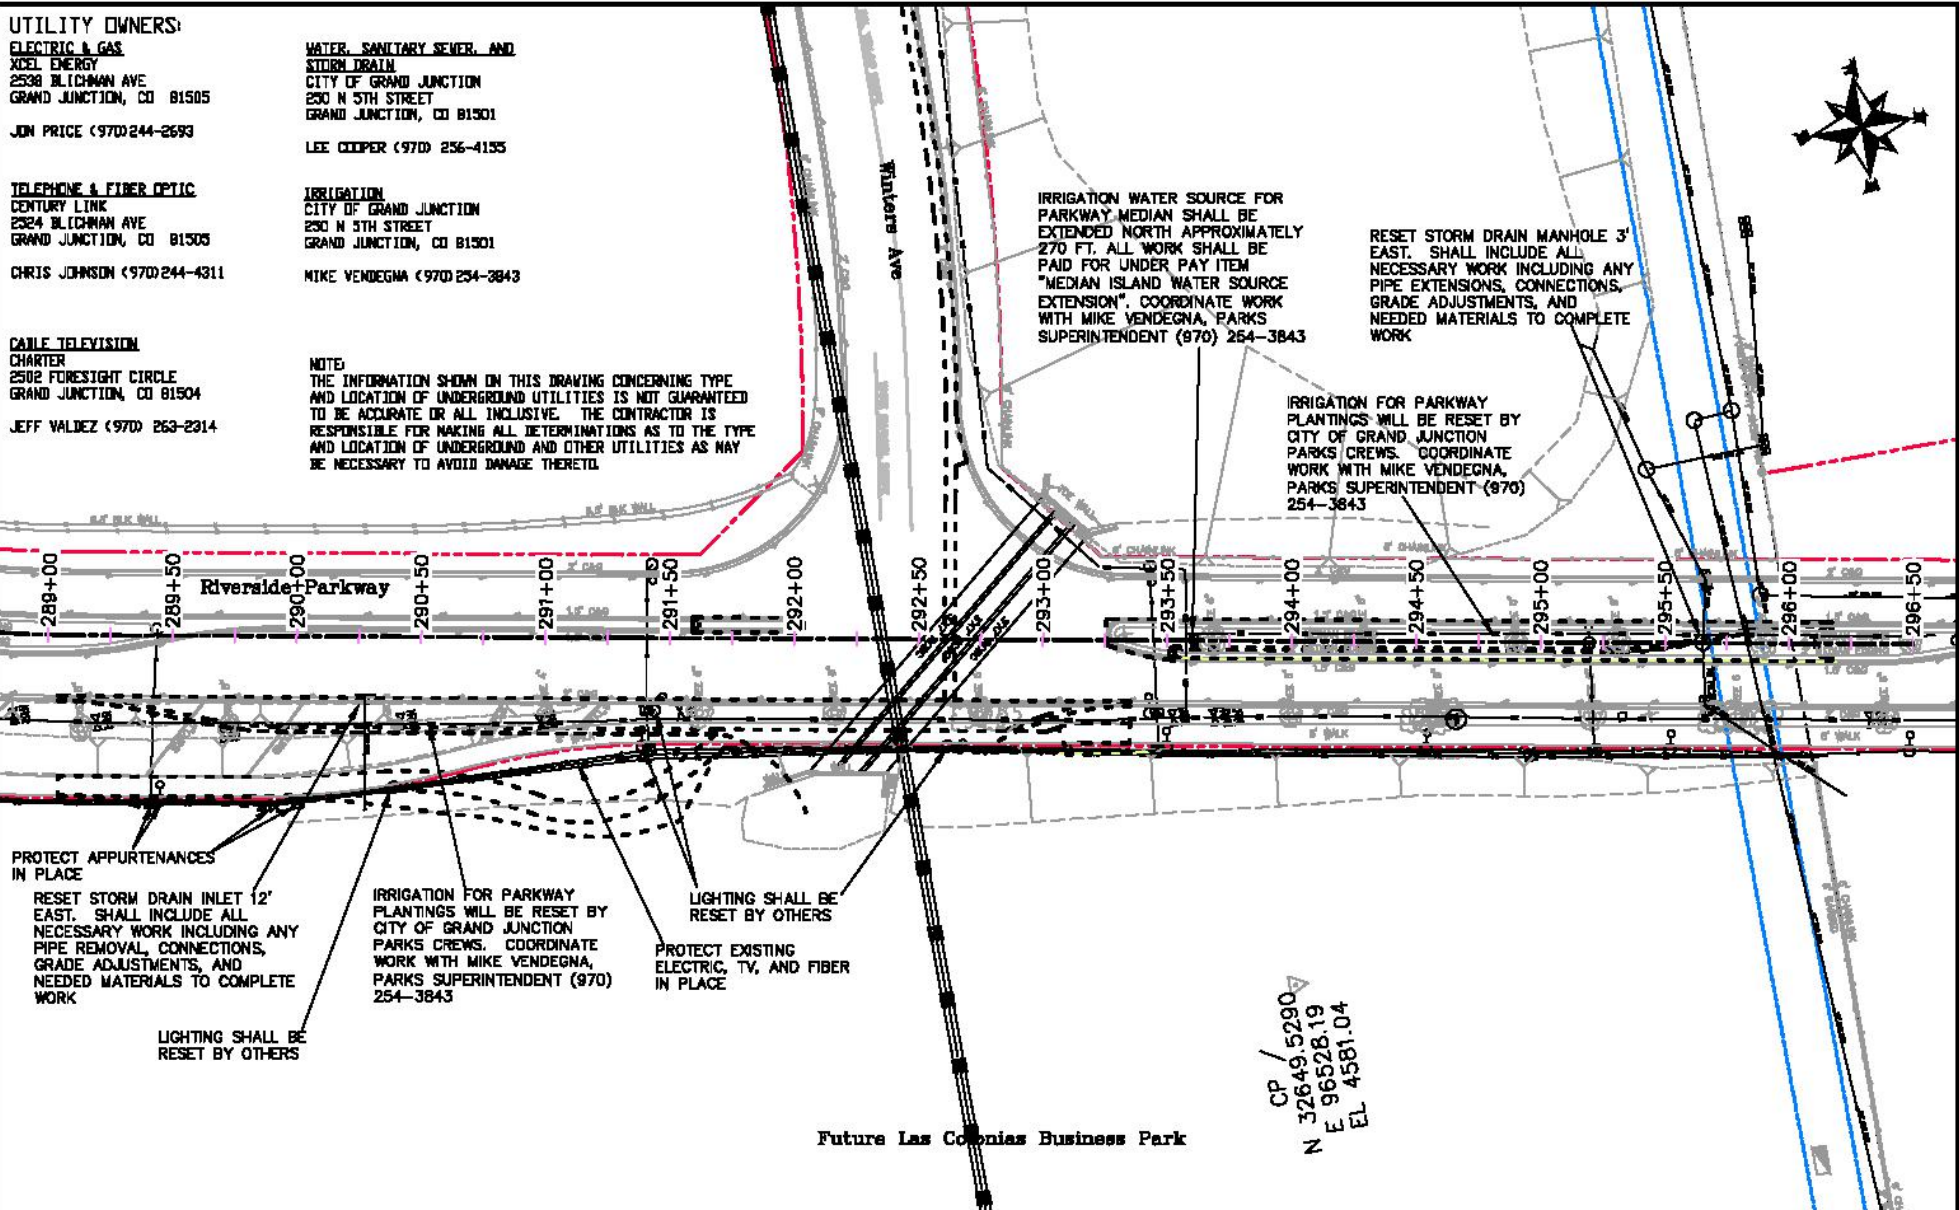 UTILITY OWNERS:
ELECTRIC & GAS
XCEL ENERGY
2538 BLICHMAN AVE
GRAND JUNCTION, CO 81505
JON PRICE (970)244-2693
WATER, SANITARY SEWER, AND
STORM DRAIN
CITY OF GRAND JUNCTION
250 N 5TH STREET
GRAND JUNCTION, CO 81501
LEE COOPER (970) 256-4155
TELEPHONE & FIBER OPTIC
CENTURY LINK
2524 BLICHMAN AVE
GRAND JUNCTION, CO 81505
CHRIS JOHNSON (970)244-4311
IRRIGATION
CITY OF GRAND JUNCTION
250 N 5TH STREET
GRAND JUNCTION, CO 81501
MIKE VENDEGNA (970)254-3843
CABLE TELEVISION
CHARTER
2502 FORESIGHT CIRCLE
GRAND JUNCTION, CO 81504
JEFF VALDEZ (970) 263-2314
NOTE:
THE INFORMATION SHOWN ON THIS DRAWING CONCERNING TYPE
AND LOCATION OF UNDERGROUND UTILITIES IS NOT GUARANTEED
TO BE ACCURATE OR ALL INCLUSIVE. THE CONTRACTOR IS
RESPONSIBLE FOR MAKING ALL DETERMINATIONS AS TO THE TYPE
AND LOCATION OF UNDERGROUND AND OTHER UTILITIES AS MAY
BE NECESSARY TO AVOID DAMAGE THERETO.
Winters Ave
IRRIGATION WATER SOURCE FOR
PARKWAY MEDIAN SHALL BE
EXTENDED NORTH APPROXIMATELY
270 FT. ALL WORK SHALL BE
PAID FOR UNDER PAY ITEM
"MEDIAN ISLAND WATER SOURCE
EXTENSION". COORDINATE WORK
WITH MIKE VENDEGNA, PARKS
SUPERINTENDENT (970) 254-3843
RESET STORM DRAIN MANHOLE 3'
EAST. SHALL INCLUDE ALL
NECESSARY WORK INCLUDING ANY
PIPE EXTENSIONS, CONNECTIONS,
GRADE ADJUSTMENTS, AND
NEEDED MATERIALS TO COMPLETE
WORK
IRRIGATION FOR PARKWAY
PLANTINGS WILL BE RESET BY
CITY OF GRAND JUNCTION
PARKS CREWS. COORDINATE
WORK WITH MIKE VENDEGNA,
PARKS SUPERINTENDENT (970)
254-3843
Riverside Parkway
289+00
289+50
290+00
290+50
291+00
291+50
292+00
292+50
293+00
293+50
294+00
294+50
295+00
295+50
296+00
296+50
PROTECT APPURTENANCES
IN PLACE
RESET STORM DRAIN INLET 12'
EAST. SHALL INCLUDE ALL
NECESSARY WORK INCLUDING ANY
PIPE REMOVAL, CONNECTIONS,
GRADE ADJUSTMENTS, AND
NEEDED MATERIALS TO COMPLETE
WORK
LIGHTING SHALL BE
RESET BY OTHERS
IRRIGATION FOR PARKWAY
PLANTINGS WILL BE RESET BY
CITY OF GRAND JUNCTION
PARKS CREWS. COORDINATE
WORK WITH MIKE VENDEGNA,
PARKS SUPERINTENDENT (970)
254-3843
LIGHTING SHALL BE
RESET BY OTHERS
PROTECT EXISTING
ELECTRIC, TV, AND FIBER
IN PLACE
CP
N 32649.5290
E 96528.19
EL 4581.04
Future Las Colonias Business Park